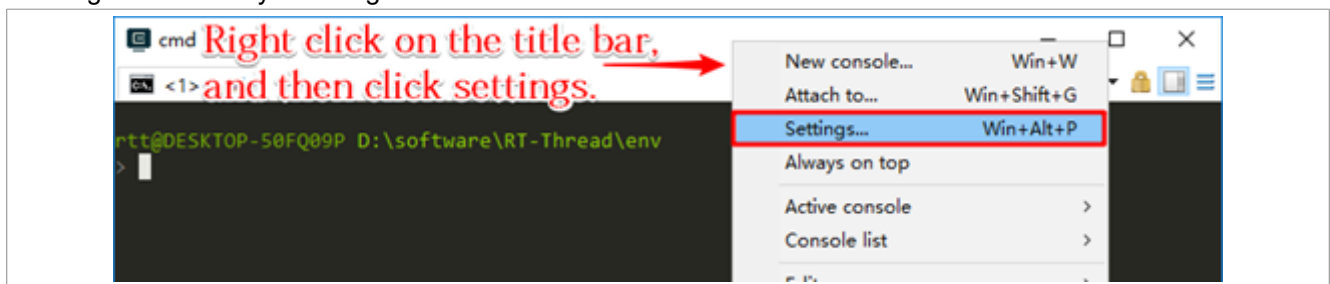 cmd Right click on the title bar,
and then click settings.
<1>
New console... Win+W
Attach to... Win+Shift+G
Settings... Win+Alt+P
Always on top
Active console
Console list
rtt@DESKTOP-50FQ09P D:\software\RT-Thread\env
>